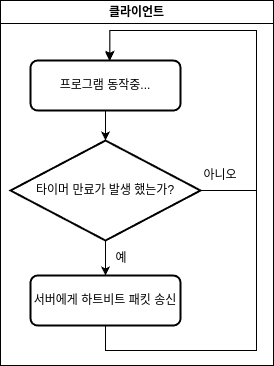 클라이언트
프로그램 동작중...
타이머 만료가 발생 했는가?
아니오
예
서버에게 하트비트 패킷 송신